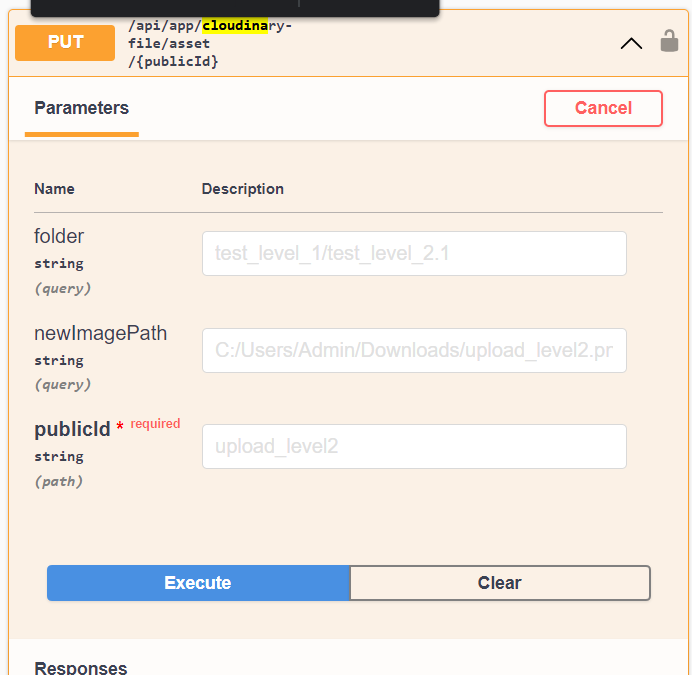 PUT
/api/app/cloudinary-
file/asset
/{publicId}
Parameters
Cancel
Name
Description
folder
string
(query)
test_level_1/test_level_2.1
newImagePath
string
(query)
C:/Users/Admin/Downloads/upload_level2.pr
publicId * required
string
(path)
upload_level2
Execute
Clear
Responses